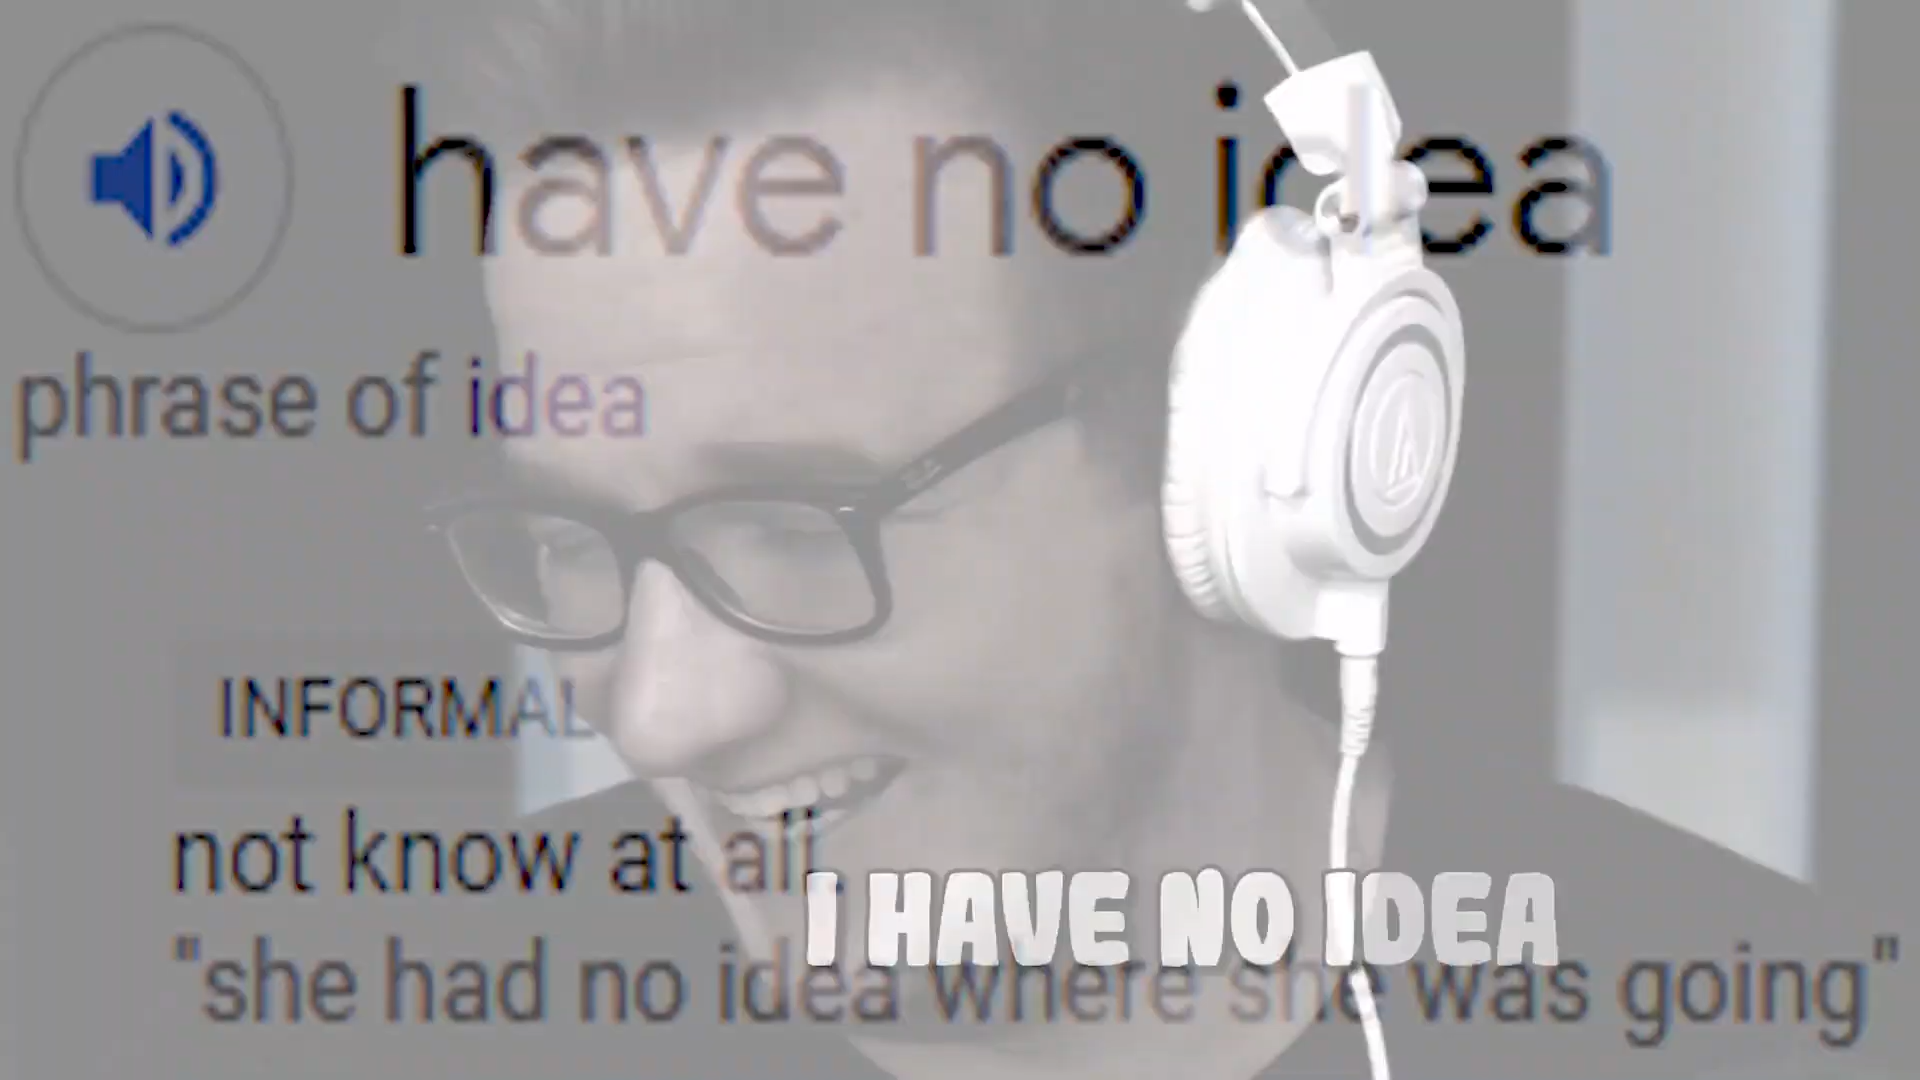 have no idea
phrase of idea
INFORMAL
not know at all.
I HAVE NO IDEA
"she had no idea where she was going"